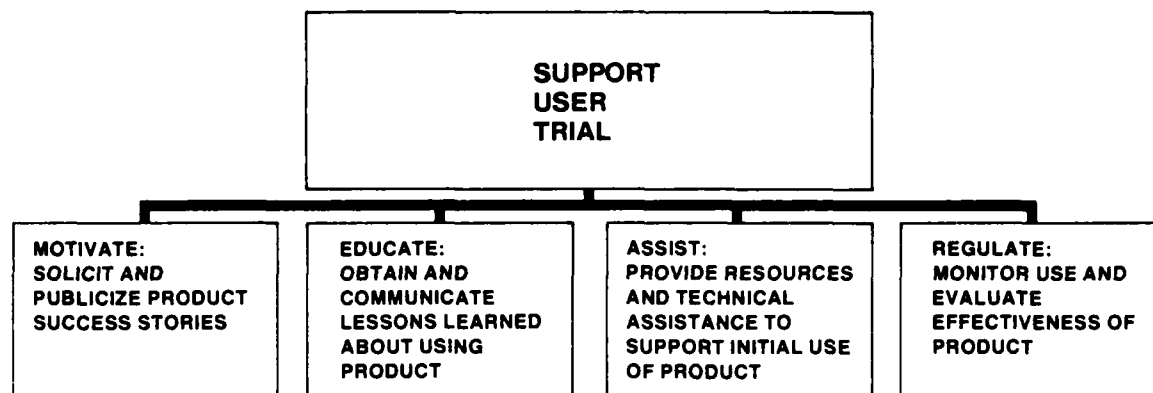 SUPPORT
USER
TRIAL
MOTIVATE:
SOLICIT AND
PUBLICIZE PRODUCT
SUCCESS STORIES
EDUCATE:
OBTAIN AND
COMMUNICATE
LESSONS LEARNED
ABOUT USING
PRODUCT
ASSIST:
PROVIDE RESOURCES
AND TECHNICAL
ASSISTANCE TO
SUPPORT INITIAL USE
OF PRODUCT
REGULATE:
MONITOR USE AND
EVALUATE
EFFECTIVENESS OF
PRODUCT